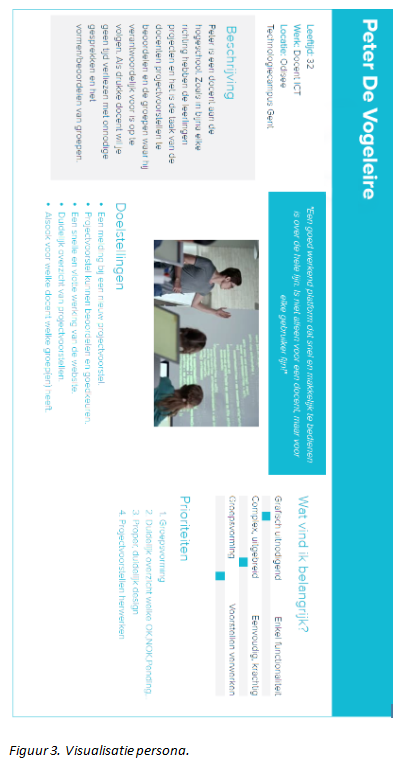 Peter De Vogeleire
Leeftijd: 32
Werk: Docent ICT
Locatie: Odisee
Technologiecampus Gent
Beschrijving
Peter is een docent aan de
hogeschool. Zoals in bijna elke
richting hebben de leerlingen
projecten en het is de taak van de
docenten projectvoorstellen te
beoordelen en de groepen waar hij
verantwoordelijk voor is op te
volgen. Als drukke docent wil je
geen tijd verliezen met onnodige
gesprekken en het
vormen/beoordelen van groepen.
"Een goed werkend platform dat snel en makkelijk te bedienen
is over de hele lijn. Is niet alleen voor een docent, maar voor
elke gebruiker fijn!"
Doelstellingen
• Een melding bij een nieuw projectvoorstel.
• Projectvoorstel kunnen beoordelen en goedkeuren.
• Een snelle en vlotte werking van de website.
• Duidelijk overzicht van projectvoorstellen.
• Alsook voor welke docent welke groep(en) heeft.
Wat vind ik belangrijk?
Grafisch uitnodigend Enkel functionaliteit
Complex, uitgebreid Eenvoudig, krachtig
Groepsvorming Voorstellen verwerken
Prioriteiten
1. Groepsvorming
2. Duidelijk overzicht welke OK,NOK,Pending.
3. Proper, duidelijk design
4. Projectvoorstellen herwerken
Figuur 3. Visualisatie persona.